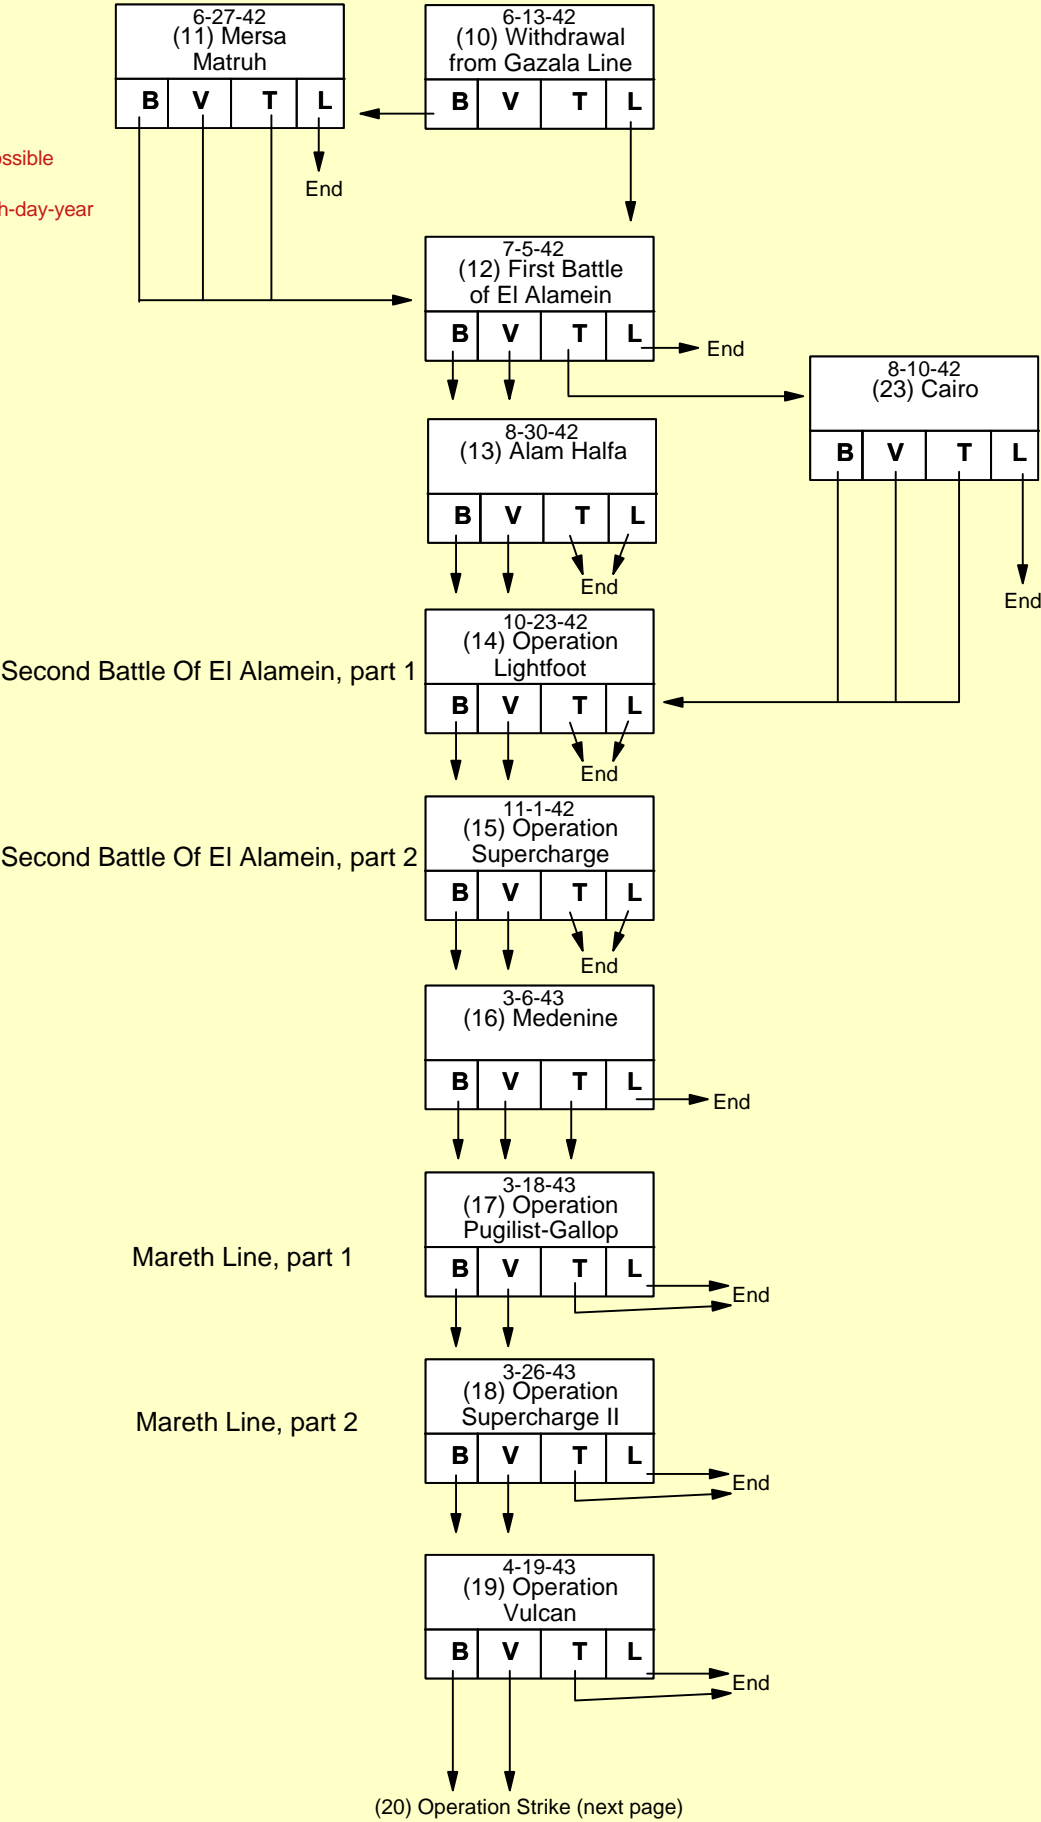 6-27-42
(11) Mersa
Matruh
B V T L
6-13-42
(10) Withdrawal
from Gazala Line
B V T L
End
h-day-year
7-5-42
(12) First Battle
of El Alamein
B V T L
End
8-10-42
(23) Cairo
B V T L
End
8-30-42
(13) Alam Halfa
B V T L
End
Second Battle Of El Alamein, part 1
10-23-42
(14) Operation
Lightfoot
B V T L
End
Second Battle Of El Alamein, part 2
11-1-42
(15) Operation
Supercharge
B V T L
End
3-6-43
(16) Medenine
B V T L
End
Mareth Line, part 1
3-18-43
(17) Operation
Pugilist-Gallop
B V T L
End
Mareth Line, part 2
3-26-43
(18) Operation
Supercharge II
B V T L
End
4-19-43
(19) Operation
Vulcan
B V T L
End
(20) Operation Strike (next page)